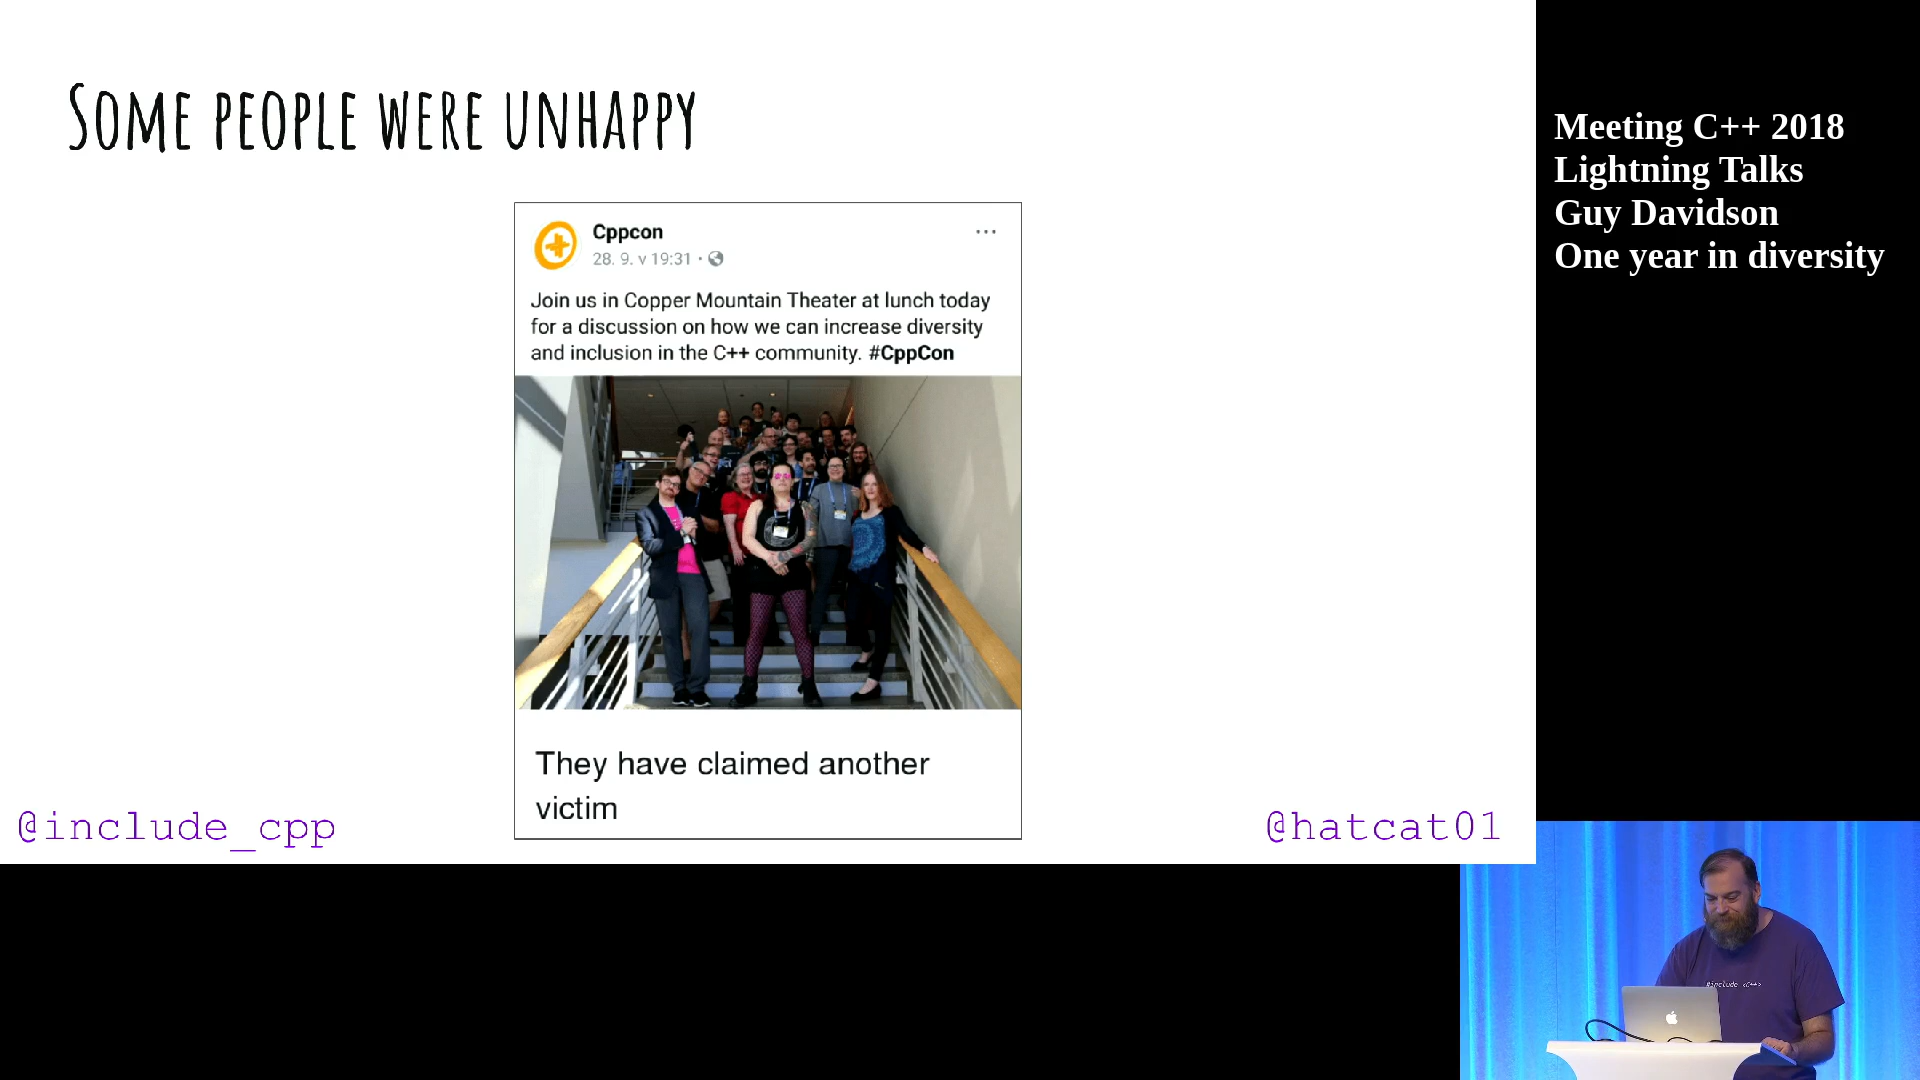 SOME PEOPLE WERE UNHAPPY
Cppcon
28. 9. v 19:31 ·
Join us in Copper Mountain Theater at lunch today
for a discussion on how we can increase diversity
and inclusion in the C++ community. #CppCon
They have claimed another
victim
@include_cpp
@hatcat01
Meeting C++ 2018
Lightning Talks
Guy Davidson
One year in diversity
#include <C++>